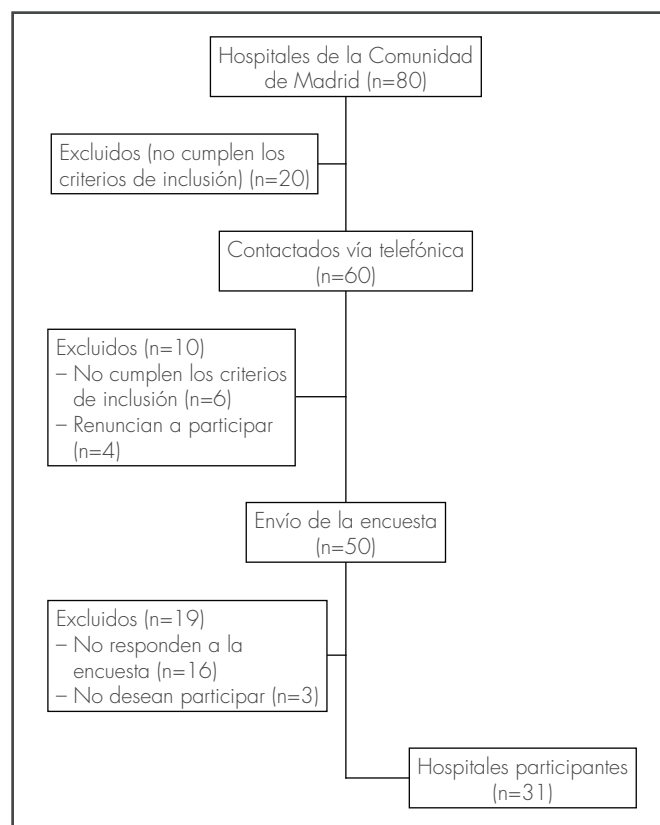 Hospitales de la Comunidad
de Madrid (n=80)
Excluidos (no cumplen los
criterios de inclusión) (n=20)
Contactados vía telefónica
(n=60)
Excluidos (n=10)
– No cumplen los criterios
de inclusión (n=6)
– Renuncian a participar
(n=4)
Envío de la encuesta
(n=50)
Excluidos (n=19)
– No responden a la
encuesta (n=16)
– No desean participar (n=3)
Hospitales participantes
(n=31)